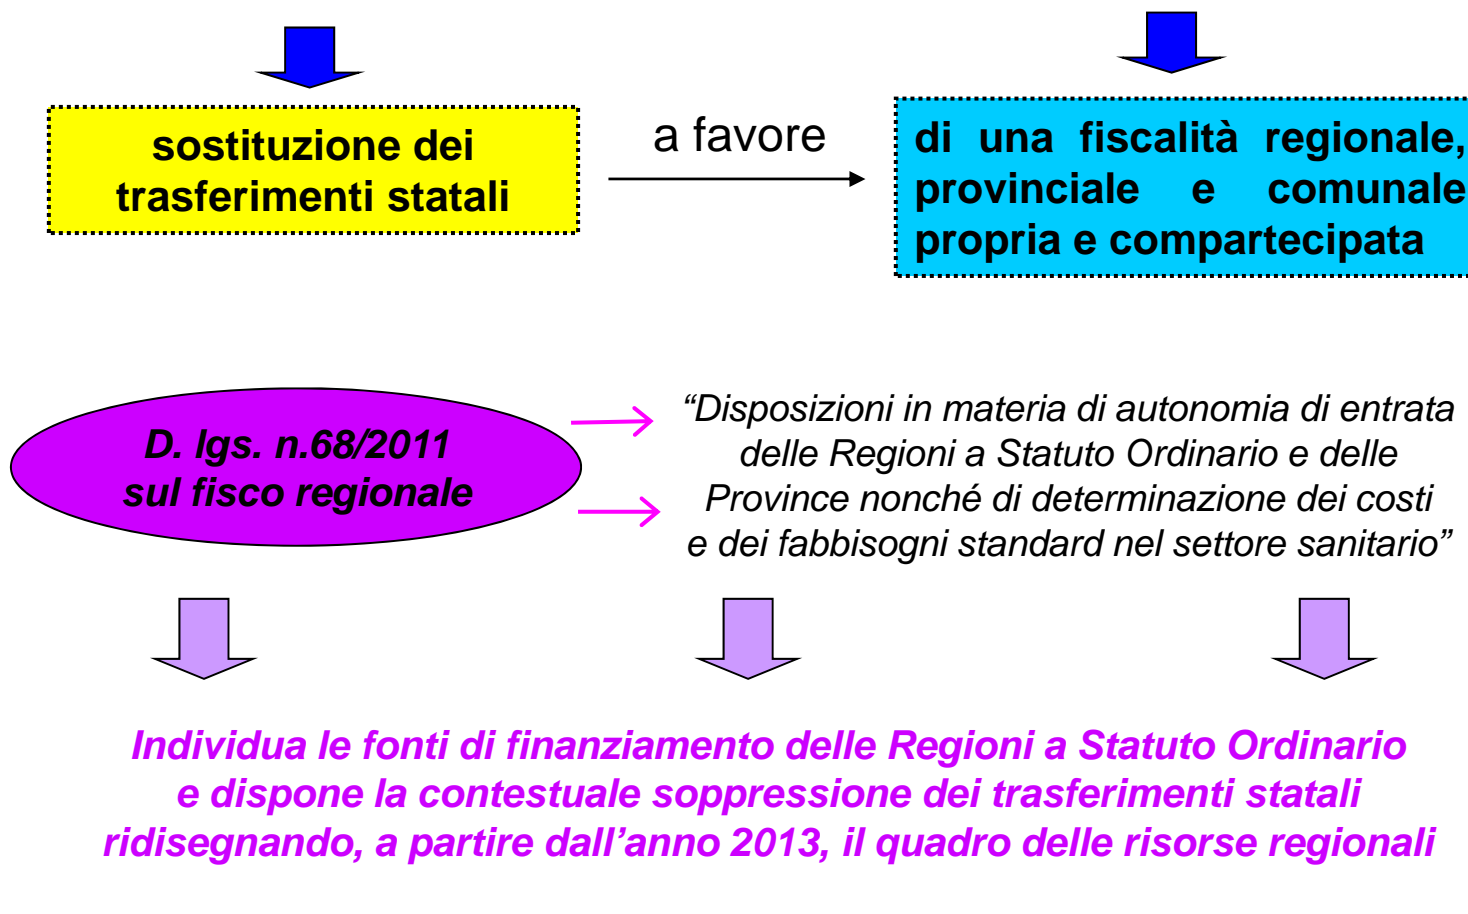 sostituzione dei
trasferimenti statali
a favore
di una fiscalità regionale,
provinciale e comunale
propria e compartecipata
D. lgs. n.68/2011
sul fisco regionale
“Disposizioni in materia di autonomia di entrata
delle Regioni a Statuto Ordinario e delle
Province nonché di determinazione dei costi
e dei fabbisogni standard nel settore sanitario”
Individua le fonti di finanziamento delle Regioni a Statuto Ordinario
e dispone la contestuale soppressione dei trasferimenti statali
ridisegnando, a partire dall’anno 2013, il quadro delle risorse regionali